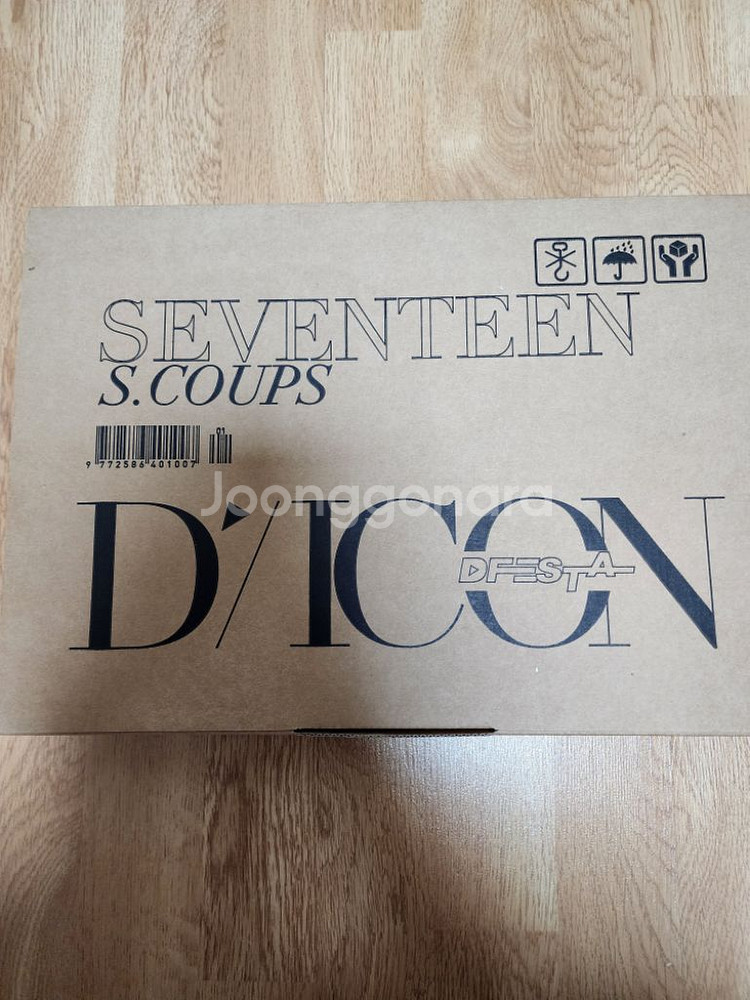 SEVENTEEN
S.COUPS
01
9 772586 401007
Joonggonara
D'/ICON
DFESTA